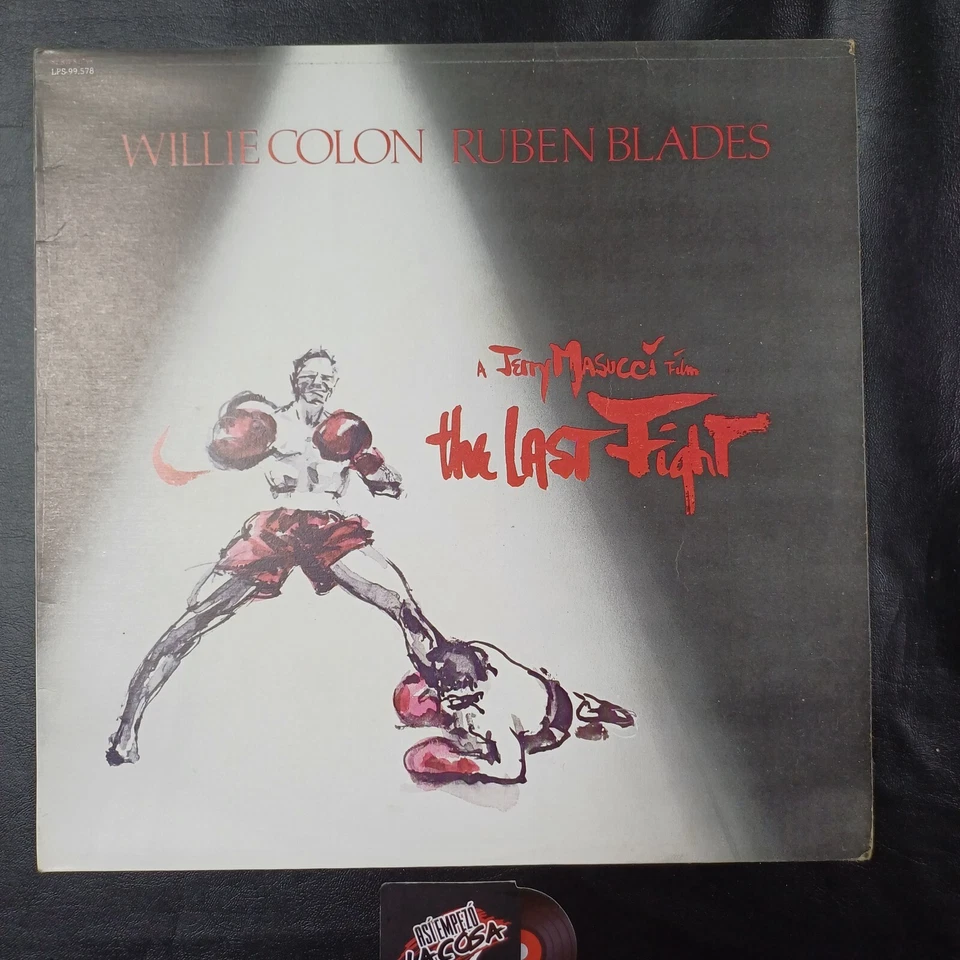 LPS-99.578
WILLIE COLON RUBEN BLADES
A Jerry MASUCCi Film
the LAST FighT
ASÍ EMPEZÓ
LA COSA